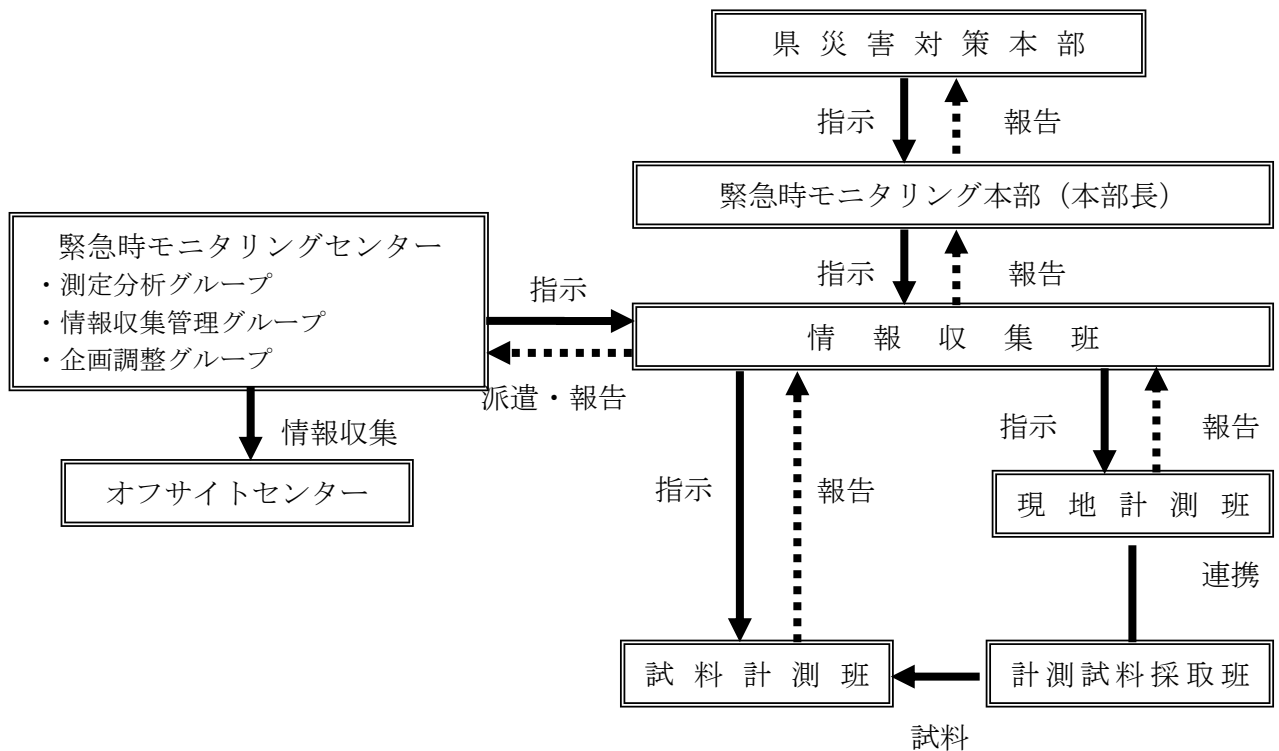 県災害対策本部
指示
報告
緊急時モニタリング本部（本部長）
緊急時モニタリングセンター
・測定分析グループ
・情報収集管理グループ
・企画調整グループ
指示
報告
指示
情報収集班
派遣・報告
情報収集
オフサイトセンター
指示
報告
指示
報告
現地計測班
連携
試料計測班
計測試料採取班
試料